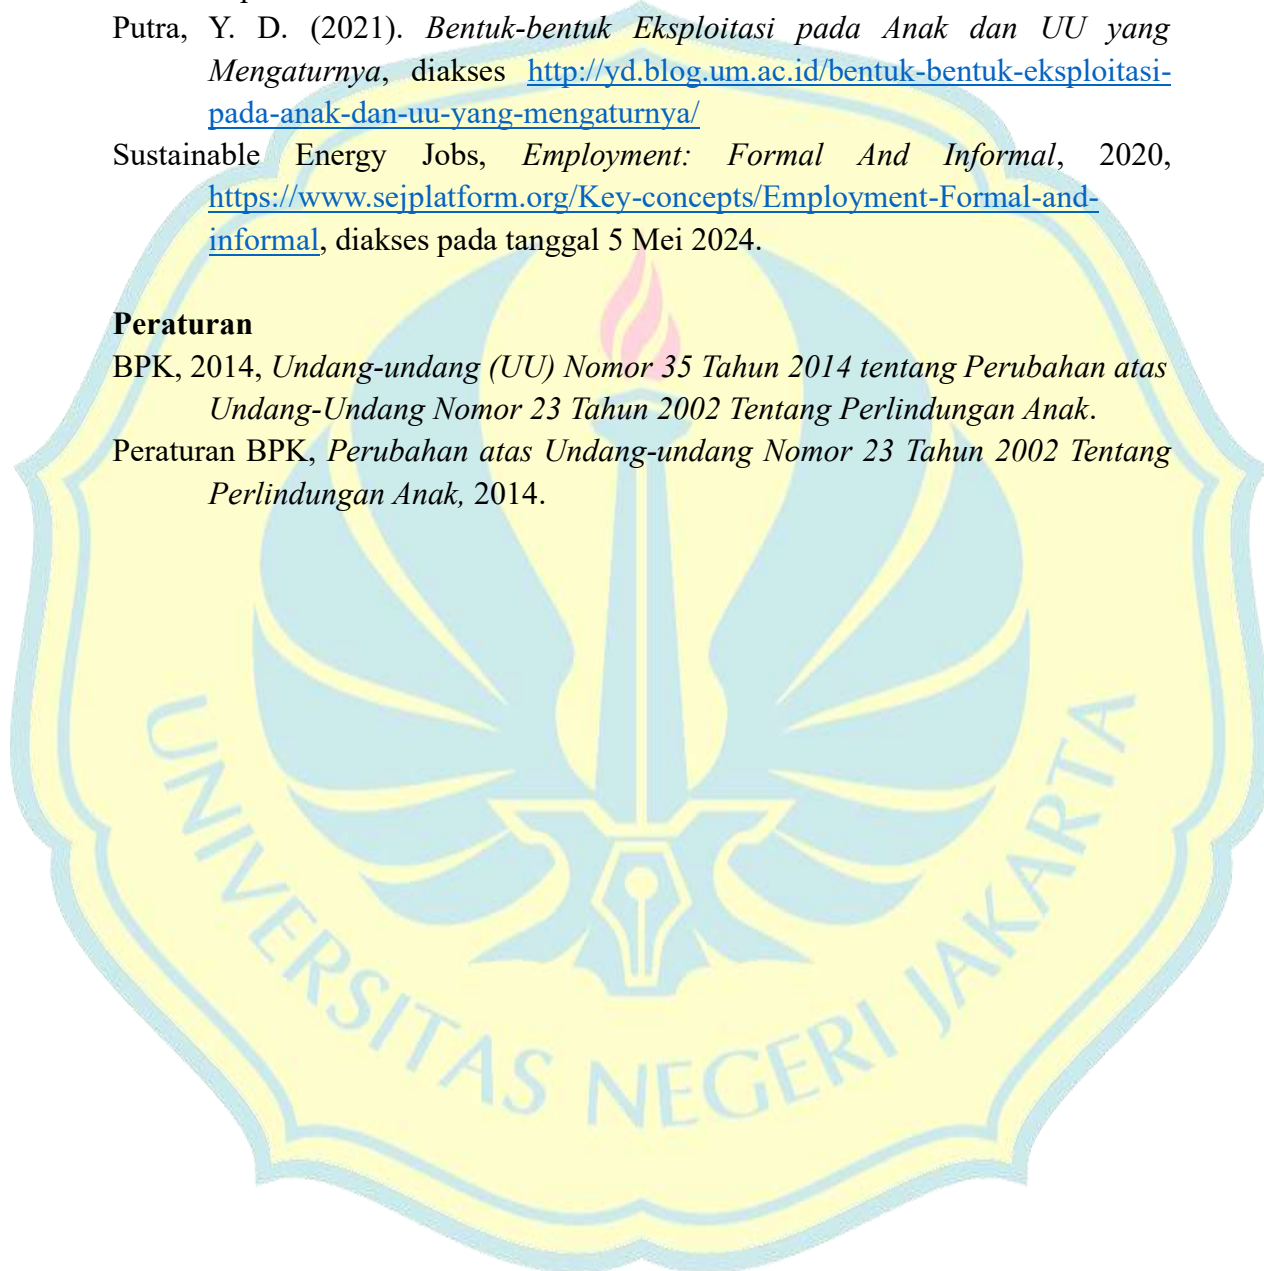 Putra, Y. D. (2021). Bentuk-bentuk Eksploitasi pada Anak dan UU yang
Mengaturnya, diakses http://yd.blog.um.ac.id/bentuk-bentuk-eksploitasi-
pada-anak-dan-uu-yang-mengaturnya/
Sustainable Energy Jobs, Employment: Formal And Informal, 2020,
https://www.sejplatform.org/Key-concepts/Employment-Formal-and-
informal, diakses pada tanggal 5 Mei 2024.
Peraturan
BPK, 2014, Undang-undang (UU) Nomor 35 Tahun 2014 tentang Perubahan atas
Undang-Undang Nomor 23 Tahun 2002 Tentang Perlindungan Anak.
Peraturan BPK, Perubahan atas Undang-undang Nomor 23 Tahun 2002 Tentang
Perlindungan Anak, 2014.
UNIVERSITAS NEGERI JAKARTA